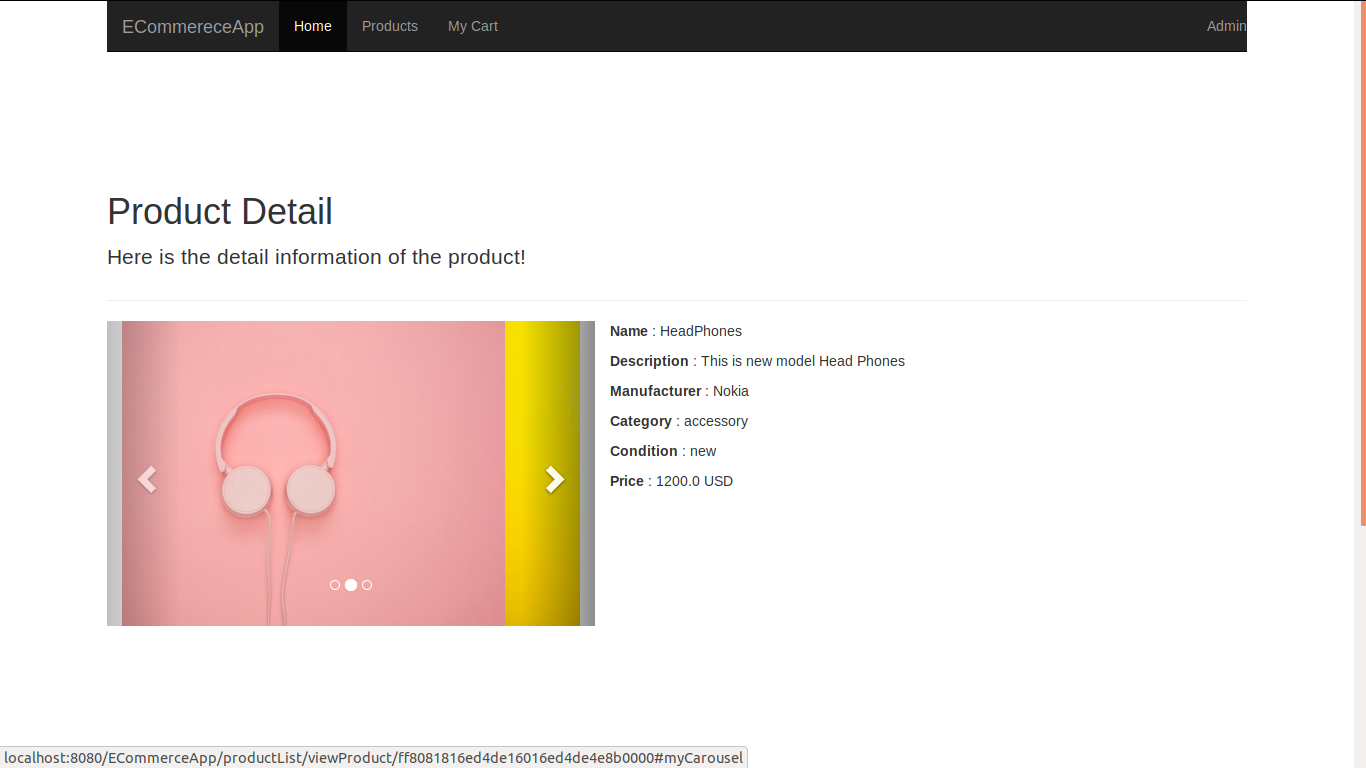 ECommereceApp Home Products My Cart Admin
Product Detail
Here is the detail information of the product!
Name : HeadPhones
Description : This is new model Head Phones
Manufacturer : Nokia
Category : accessory
Condition : new
Price : 1200.0 USD
localhost:8080/ECommerceApp/productList/viewProduct/ff8081816ed4de16016ed4de4e8b0000#myCarousel